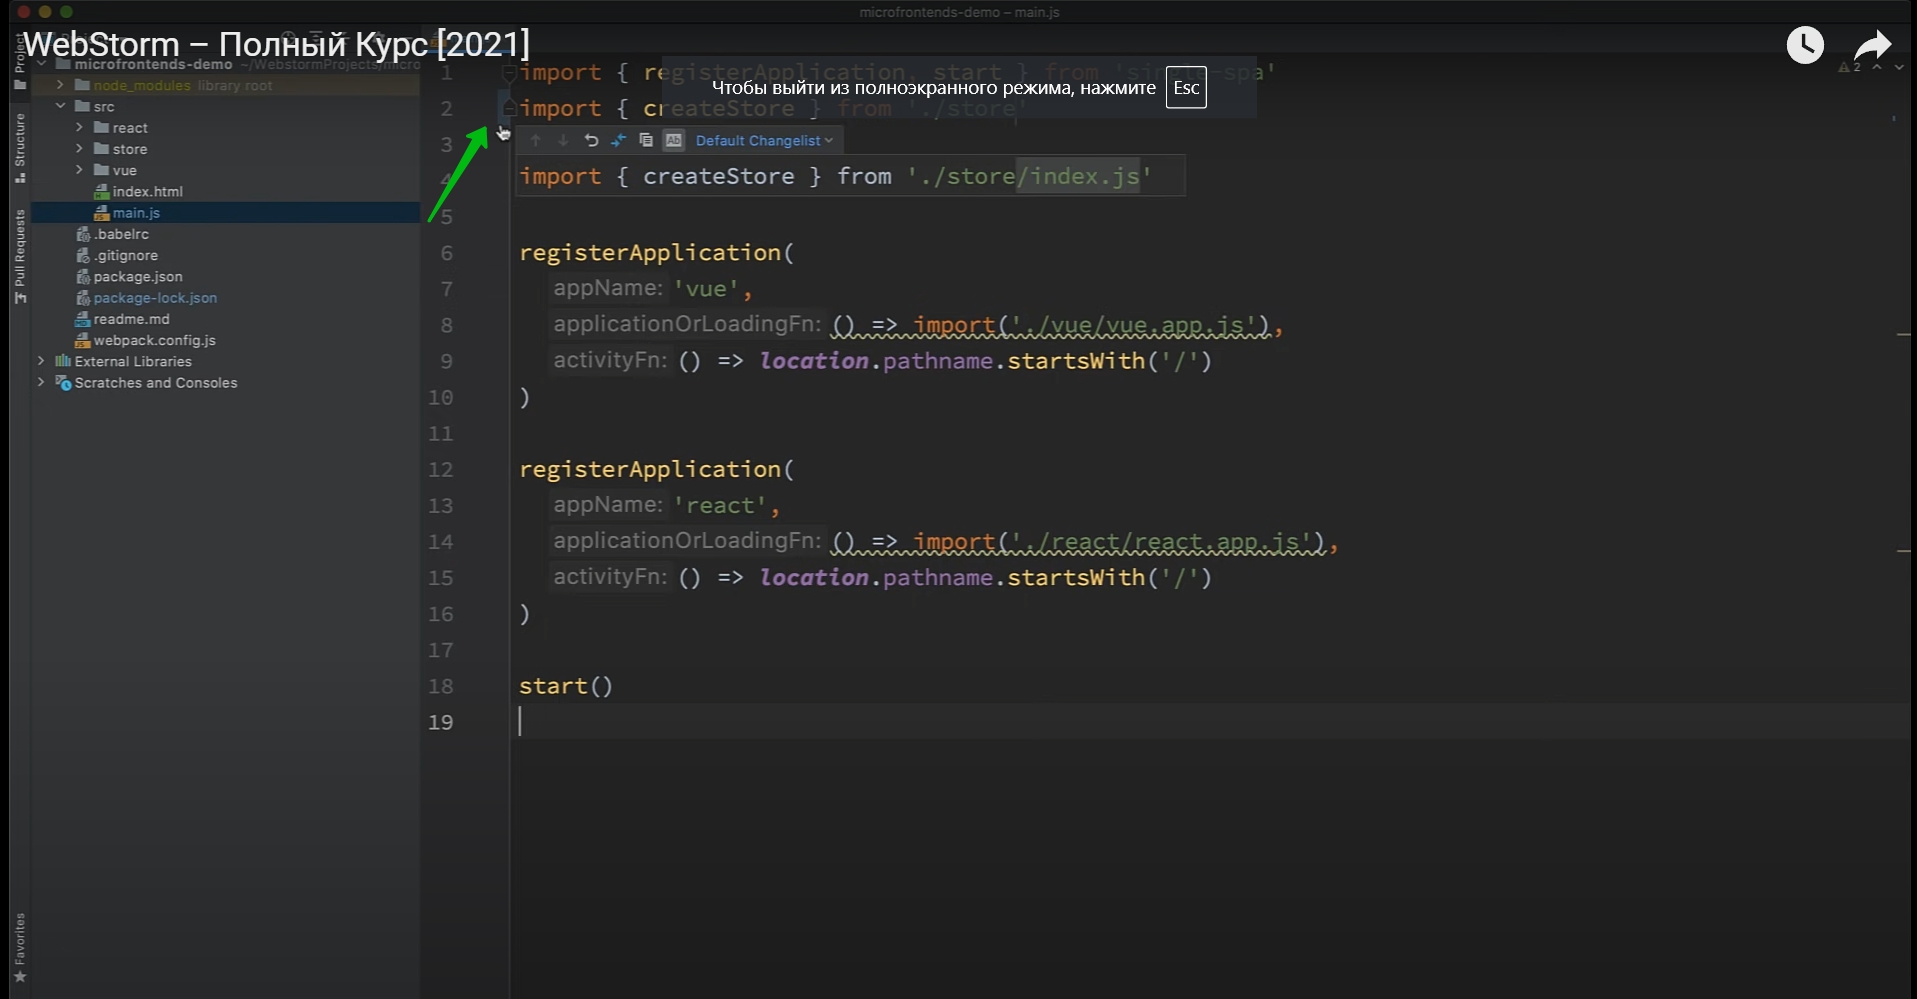 microfrontends-demo – main.js
WebStorm – Полный Курс [2021]
Project
microfrontends-demo ~/WebstormProjects/micro
node_modules library root
src
react
store
vue
index.html
main.js
.babelrc
.gitignore
package.json
package-lock.json
readme.md
webpack.config.js
External Libraries
Scratches and Consoles
Structure
Pull Requests
Favorites
2
Чтобы выйти из полноэкранного режима, нажмите Esc
1 import { registerApplication, start } from 'single-spa'
2 import { createStore } from './store'
3 Ab Default Changelist
4 import { createStore } from './store/index.js'
5
6 registerApplication(
7 appName: 'vue',
8 applicationOrLoadingFn: () => import('./vue/vue.app.js'),
9 activityFn: () => location.pathname.startsWith('/')
10 )
11
12 registerApplication(
13 appName: 'react',
14 applicationOrLoadingFn: () => import('./react/react.app.js'),
15 activityFn: () => location.pathname.startsWith('/')
16 )
17
18 start()
19